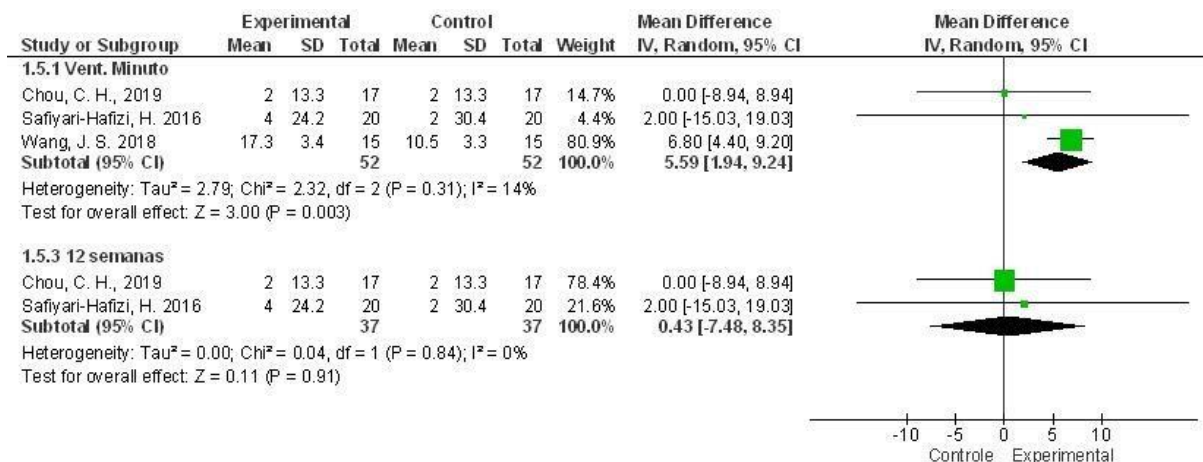 Experimental Control Mean Difference Mean Difference
Study or Subgroup Mean SD Total Mean SD Total Weight IV, Random, 95% CI IV, Random, 95% CI
1.5.1 Vent. Minuto
Chou, C. H., 2019 2 13.3 17 2 13.3 17 14.7% 0.00 [-8.94, 8.94]
Safiyari-Hafizi, H. 2016 4 24.2 20 2 30.4 20 4.4% 2.00 [-15.03, 19.03]
Wang, J. S. 2018 17.3 3.4 15 10.5 3.3 15 80.9% 6.80 [4.40, 9.20]
Subtotal (95% CI) 52 52 100.0% 5.59 [1.94, 9.24]
Heterogeneity: Tau² = 2.79; Chi² = 2.32, df = 2 (P = 0.31); I² = 14%
Test for overall effect: Z = 3.00 (P = 0.003)
1.5.3 12 semanas
Chou, C. H., 2019 2 13.3 17 2 13.3 17 78.4% 0.00 [-8.94, 8.94]
Safiyari-Hafizi, H. 2016 4 24.2 20 2 30.4 20 21.6% 2.00 [-15.03, 19.03]
Subtotal (95% CI) 37 37 100.0% 0.43 [-7.48, 8.35]
Heterogeneity: Tau² = 0.00; Chi² = 0.04, df = 1 (P = 0.84); I² = 0%
Test for overall effect: Z = 0.11 (P = 0.91)
-10 -5 0 5 10
Controle Experimental